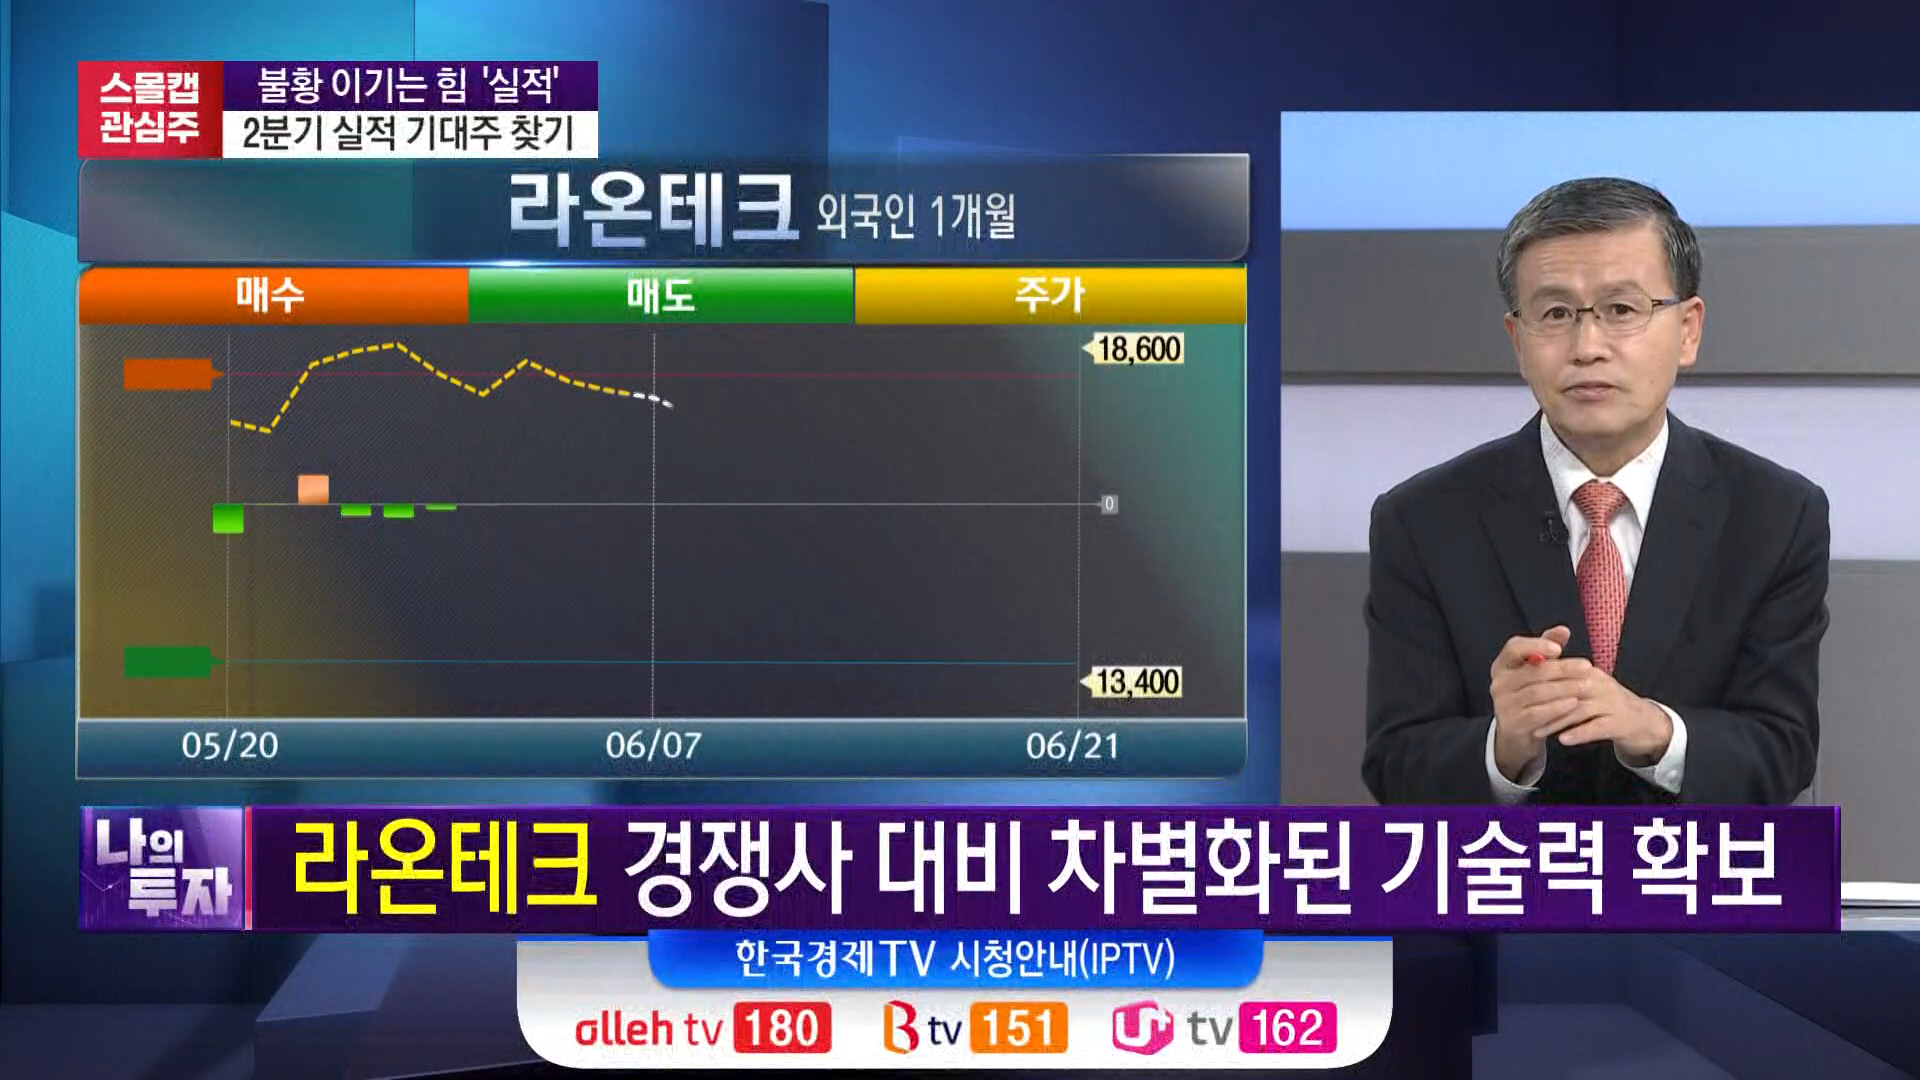 스몰캡
관심주
불황 이기는 힘 '실적'
2분기 실적 기대주 찾기
라온테크 외국인 1개월
매수 매도 주가
18,600
0
13,400
05/20 06/07 06/21
나의
투자
라온테크 경쟁사 대비 차별화된 기술력 확보
한국경제TV 시청안내(IPTV)
olleh tv 180 B tv 151 U+ tv 162